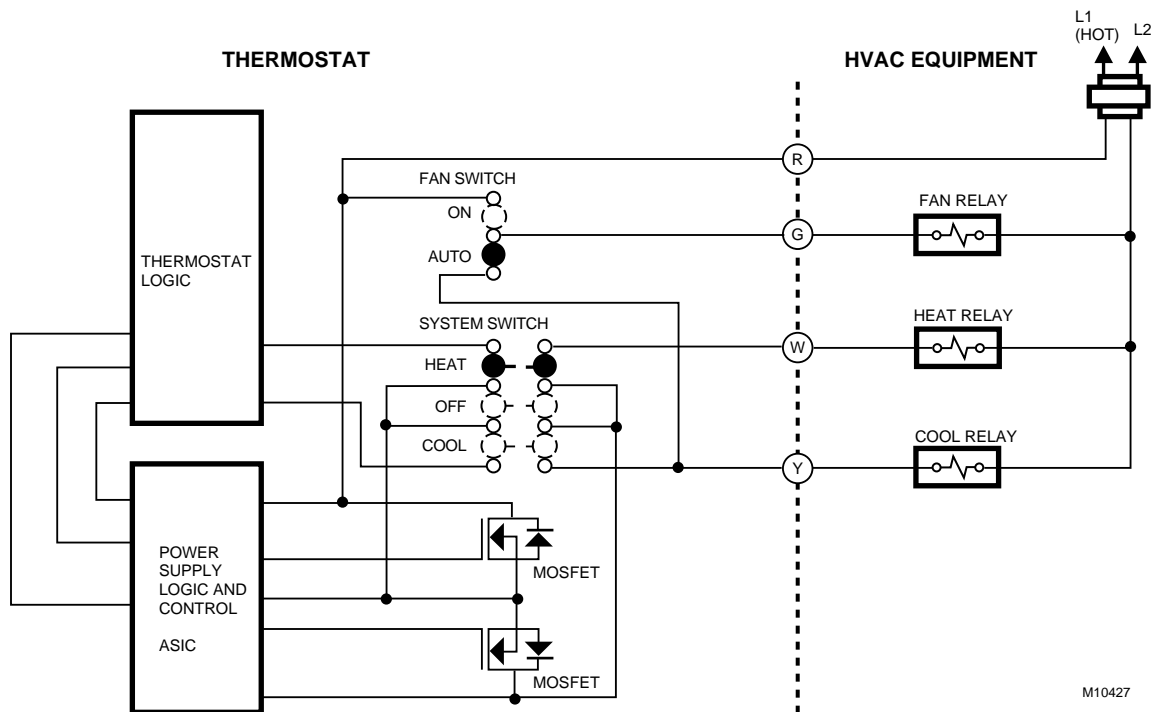 L1
(HOT)
L2
THERMOSTAT
HVAC EQUIPMENT
R
FAN SWITCH
ON
AUTO
FAN RELAY
G
THERMOSTAT
LOGIC
SYSTEM SWITCH
HEAT
OFF
COOL
HEAT RELAY
W
COOL RELAY
Y
POWER
SUPPLY
LOGIC AND
CONTROL
ASIC
MOSFET
MOSFET
M10427